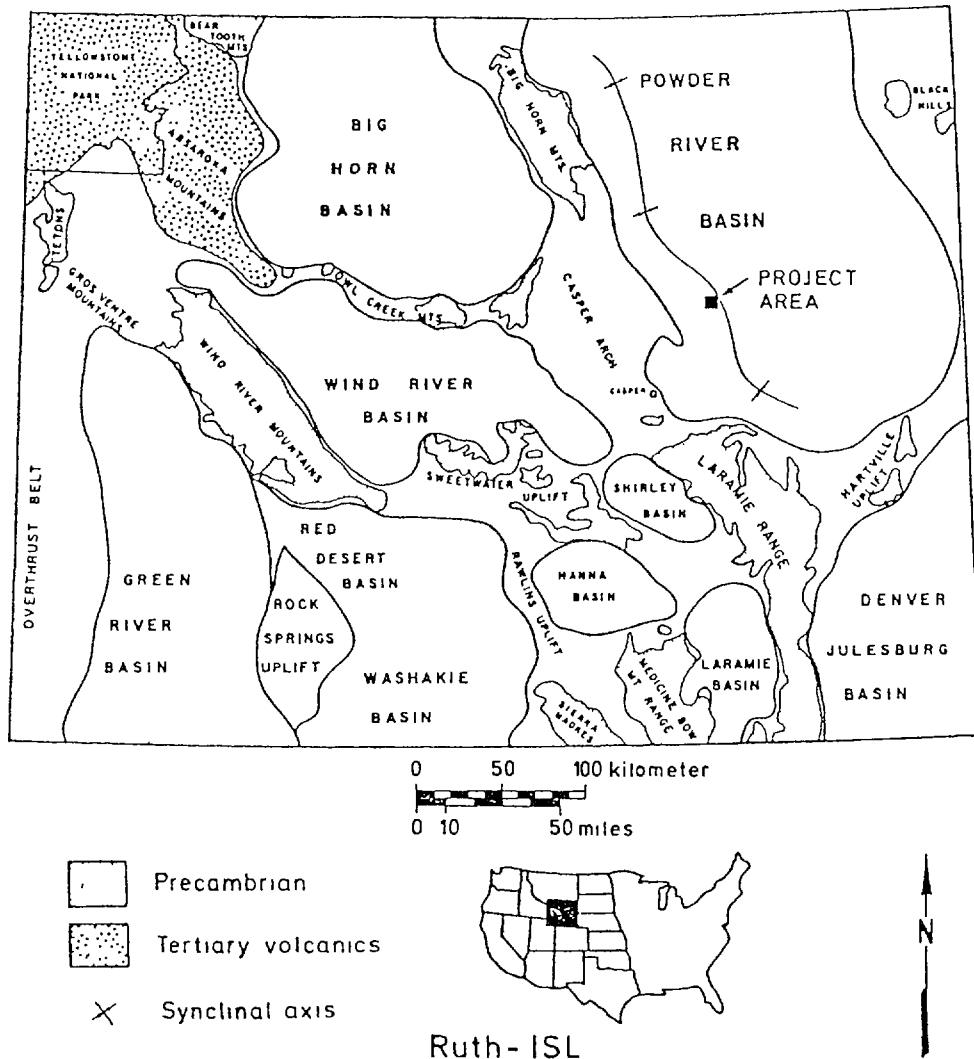 BEAR
TOOTH
MTS
YELLOWSTONE
NATIONAL
PARK
ABSAROKA
MOUNTAINS
BIG
HORN
BASIN
BIG HORN MTS
POWDER
RIVER
BASIN
BLACK
HILLS
TETONS
GROS VENTRE
MOUNTAINS
OWL CREEK MTS
CASPER ARCH
PROJECT
AREA
WIND RIVER MOUNTAINS
WIND RIVER
BASIN
CASPER
SWEETWATER
UPLIFT
SHIRLEY
BASIN
LARAMIE RANGE
HARTVILLE
UPLIFT
OVERTHRUST BELT
GREEN
RIVER
BASIN
RED
DESERT
BASIN
ROCK
SPRINGS
UPLIFT
WASHAKIE
BASIN
RAWLINS UPLIFT
HANNA
BASIN
SIERRA
MADRES
MEDICINE BOW
MT RANGE
LARAMIE
BASIN
DENVER
JULESBURG
BASIN
0 50 100 kilometer
0 10 50 miles
Precambrian
Tertiary volcanics
Synclinal axis
N
Ruth-ISL